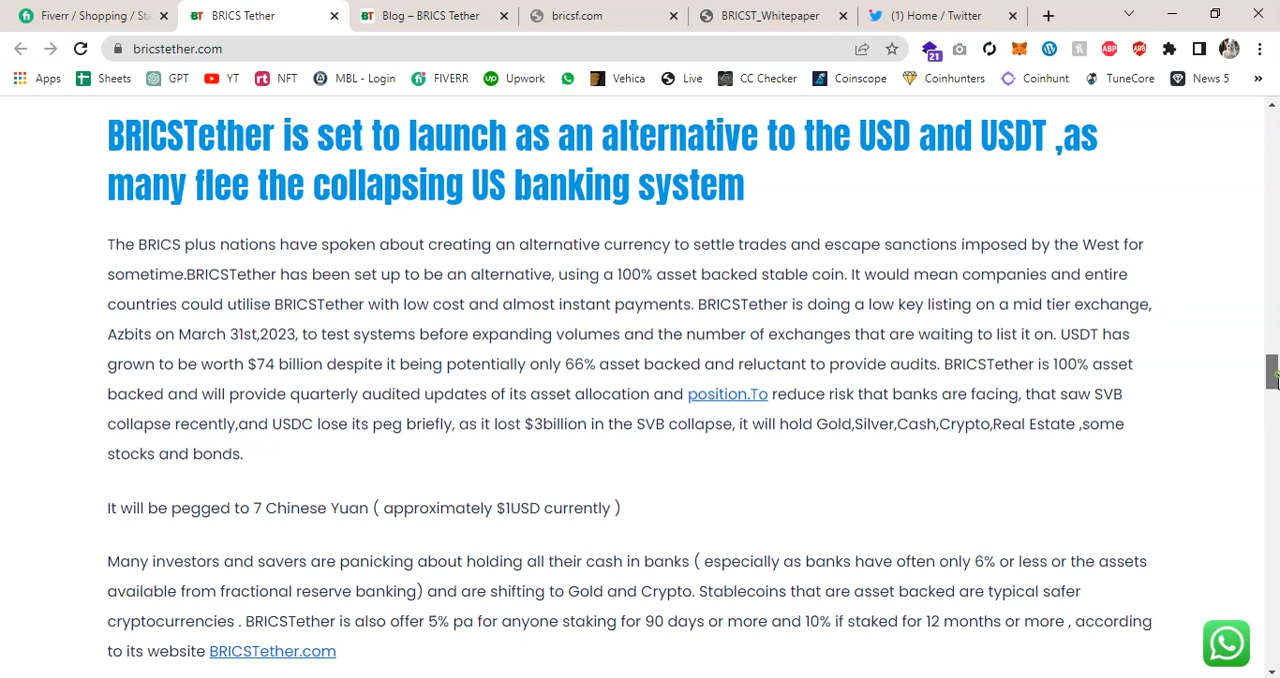 Fiverr / Shopping / Sta
BRICS Tether
Blog – BRICS Tether
bricsf.com
BRICST_Whitepaper
(1) Home / Twitter
bricstether.com
21
ABP
Apps
Sheets
GPT
YT
NFT
MBL - Login
FIVERR
Upwork
Vehica
Live
CC Checker
Coinscope
Coinhunters
Coinhunt
TuneCore
News 5
»
BRICSTether is set to launch as an alternative to the USD and USDT ,as
many flee the collapsing US banking system
The BRICS plus nations have spoken about creating an alternative currency to settle trades and escape sanctions imposed by the West for
sometime.BRICSTether has been set up to be an alternative, using a 100% asset backed stable coin. It would mean companies and entire
countries could utilise BRICSTether with low cost and almost instant payments. BRICSTether is doing a low key listing on a mid tier exchange,
Azbits on March 31st,2023, to test systems before expanding volumes and the number of exchanges that are waiting to list it on. USDT has
grown to be worth $74 billion despite it being potentially only 66% asset backed and reluctant to provide audits. BRICSTether is 100% asset
backed and will provide quarterly audited updates of its asset allocation and position.To reduce risk that banks are facing, that saw SVB
collapse recently,and USDC lose its peg briefly, as it lost $3billion in the SVB collapse, it will hold Gold,Silver,Cash,Crypto,Real Estate ,some
stocks and bonds.
It will be pegged to 7 Chinese Yuan ( approximately $1USD currently )
Many investors and savers are panicking about holding all their cash in banks ( especially as banks have often only 6% or less or the assets
available from fractional reserve banking) and are shifting to Gold and Crypto. Stablecoins that are asset backed are typical safer
cryptocurrencies . BRICSTether is also offer 5% pa for anyone staking for 90 days or more and 10% if staked for 12 months or more , according
to its website BRICSTether.com